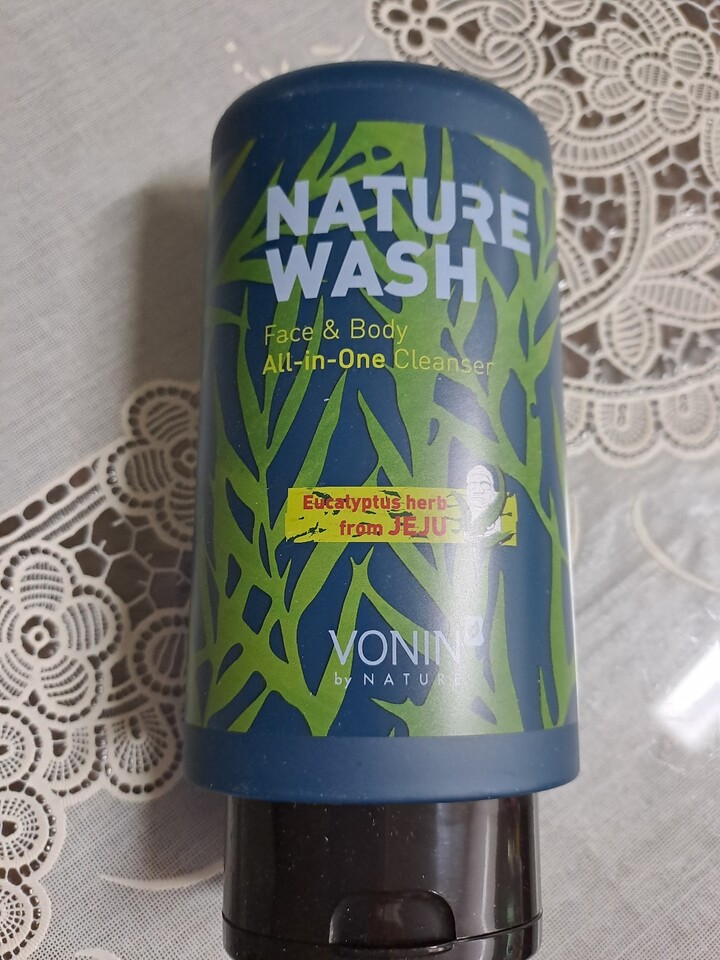 NATURE
WASH
Face & Body
All-in-One Cleanser
Eucalyptus herb
from JEJU
VONIN
by NATURE